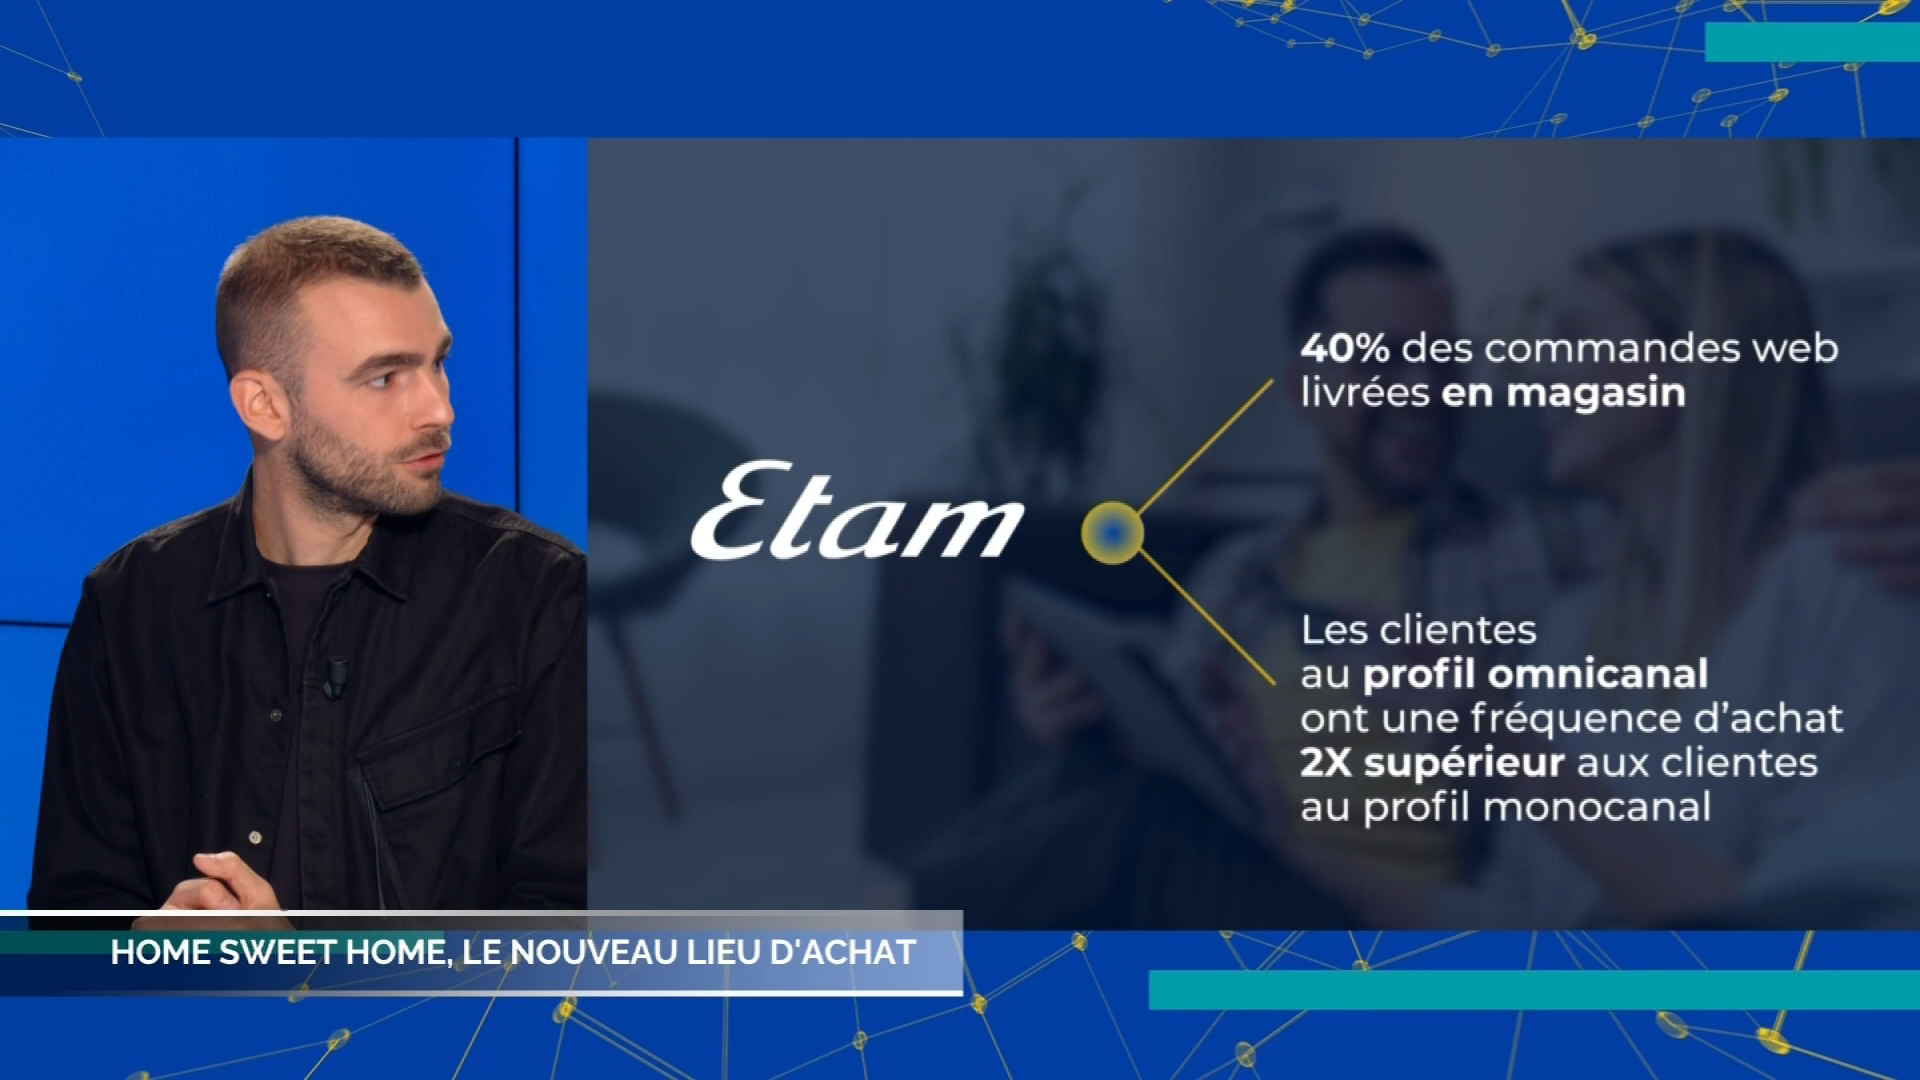 Etam
40% des commandes web
livrées en magasin
Les clientes
au profil omnicanal
ont une fréquence d’achat
2X supérieur aux clientes
au profil monocanal
HOME SWEET HOME, LE NOUVEAU LIEU D'ACHAT